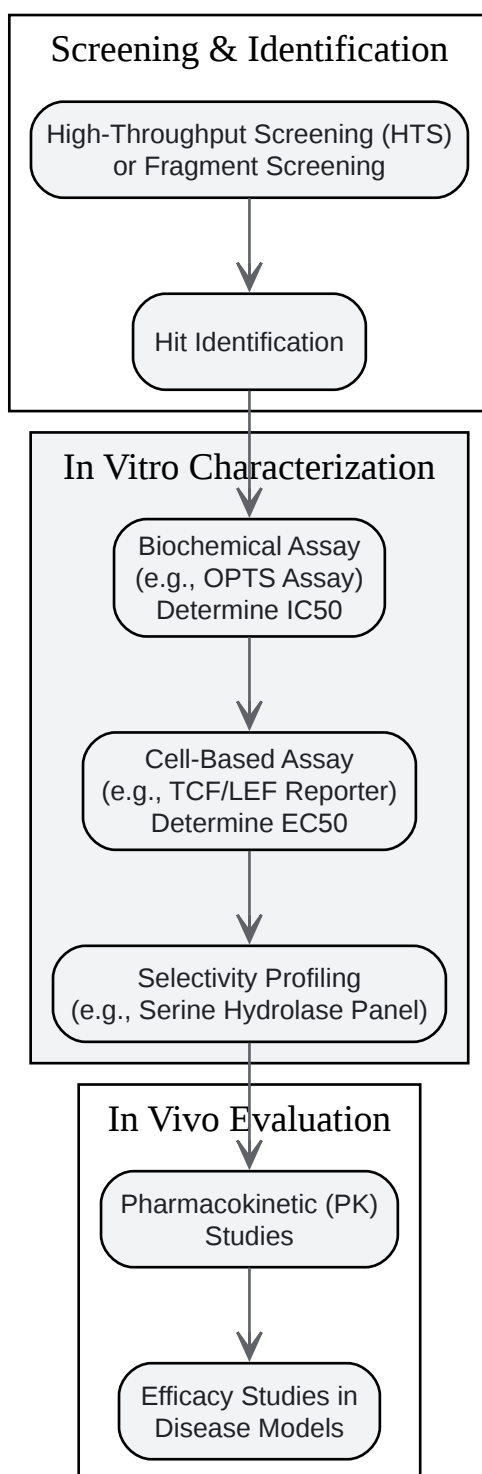 Screening & Identification
High-Throughput Screening (HTS)
or Fragment Screening
Hit Identification
In Vitro Characterization
Biochemical Assay
(e.g., OPTS Assay)
Determine IC50
Cell-Based Assay
(e.g., TCF/LEF Reporter)
Determine EC50
Selectivity Profiling
(e.g., Serine Hydrolase Panel)
In Vivo Evaluation
Pharmacokinetic (PK)
Studies
Efficacy Studies in
Disease Models